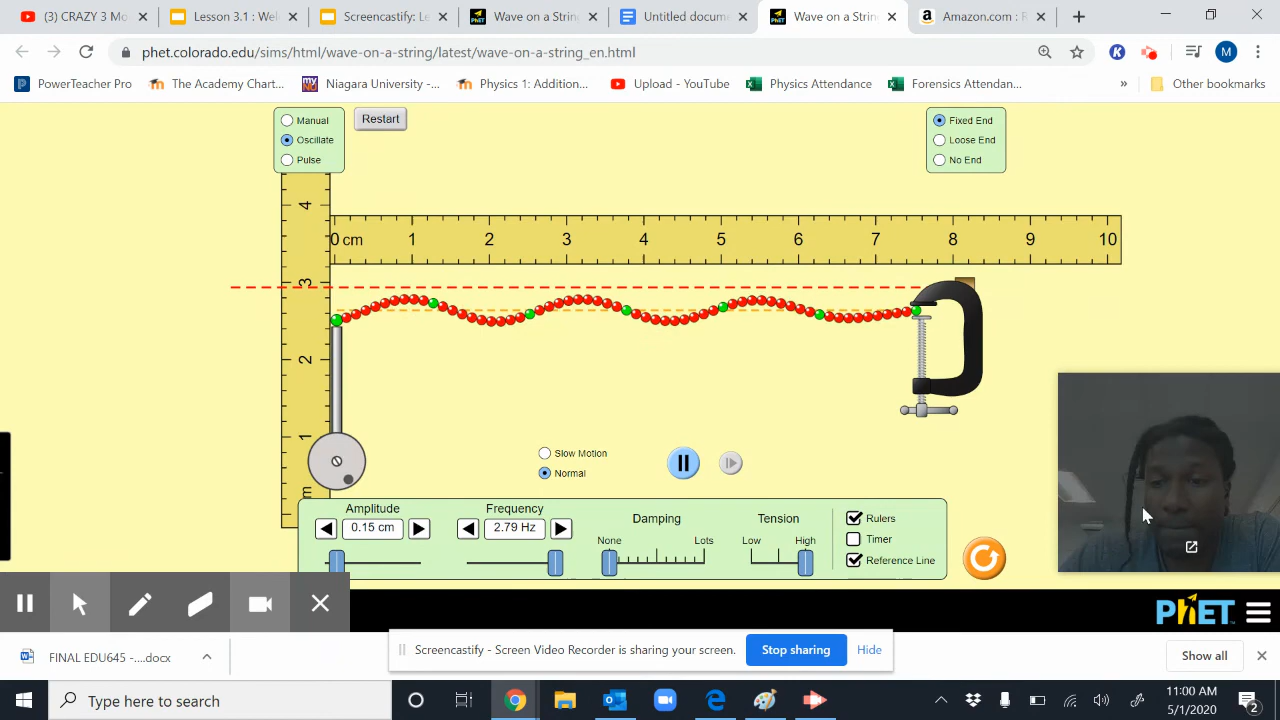 (3) CRAZY 3 Mo
Lesson 3.1 : Wel
Screencastify: Le
Wave on a Strin
Untitled docume
Wave on a Strin
Amazon.com : R
phet.colorado.edu/sims/html/wave-on-a-string/latest/wave-on-a-string_en.html
M
PowerTeacher Pro
The Academy Chart...
Niagara University -...
Physics 1: Addition...
Upload - YouTube
Physics Attendance
Forensics Attendan...
»
Other bookmarks
Manual
Oscillate
Pulse
Restart
Fixed End
Loose End
No End
4
3
2
1
0 cm 1 2 3 4 5 6 7 8 9 10
Slow Motion
Normal
Amplitude
0.15 cm
Frequency
2.79 Hz
Damping
None
Lots
Tension
Low
High
Rulers
Timer
Reference Line
PhET
FINAL EDU645 -....docx
Screencastify - Screen Video Recorder is sharing your screen.
Stop sharing
Hide
Show all
Type here to search
11:00 AM
5/1/2020
2